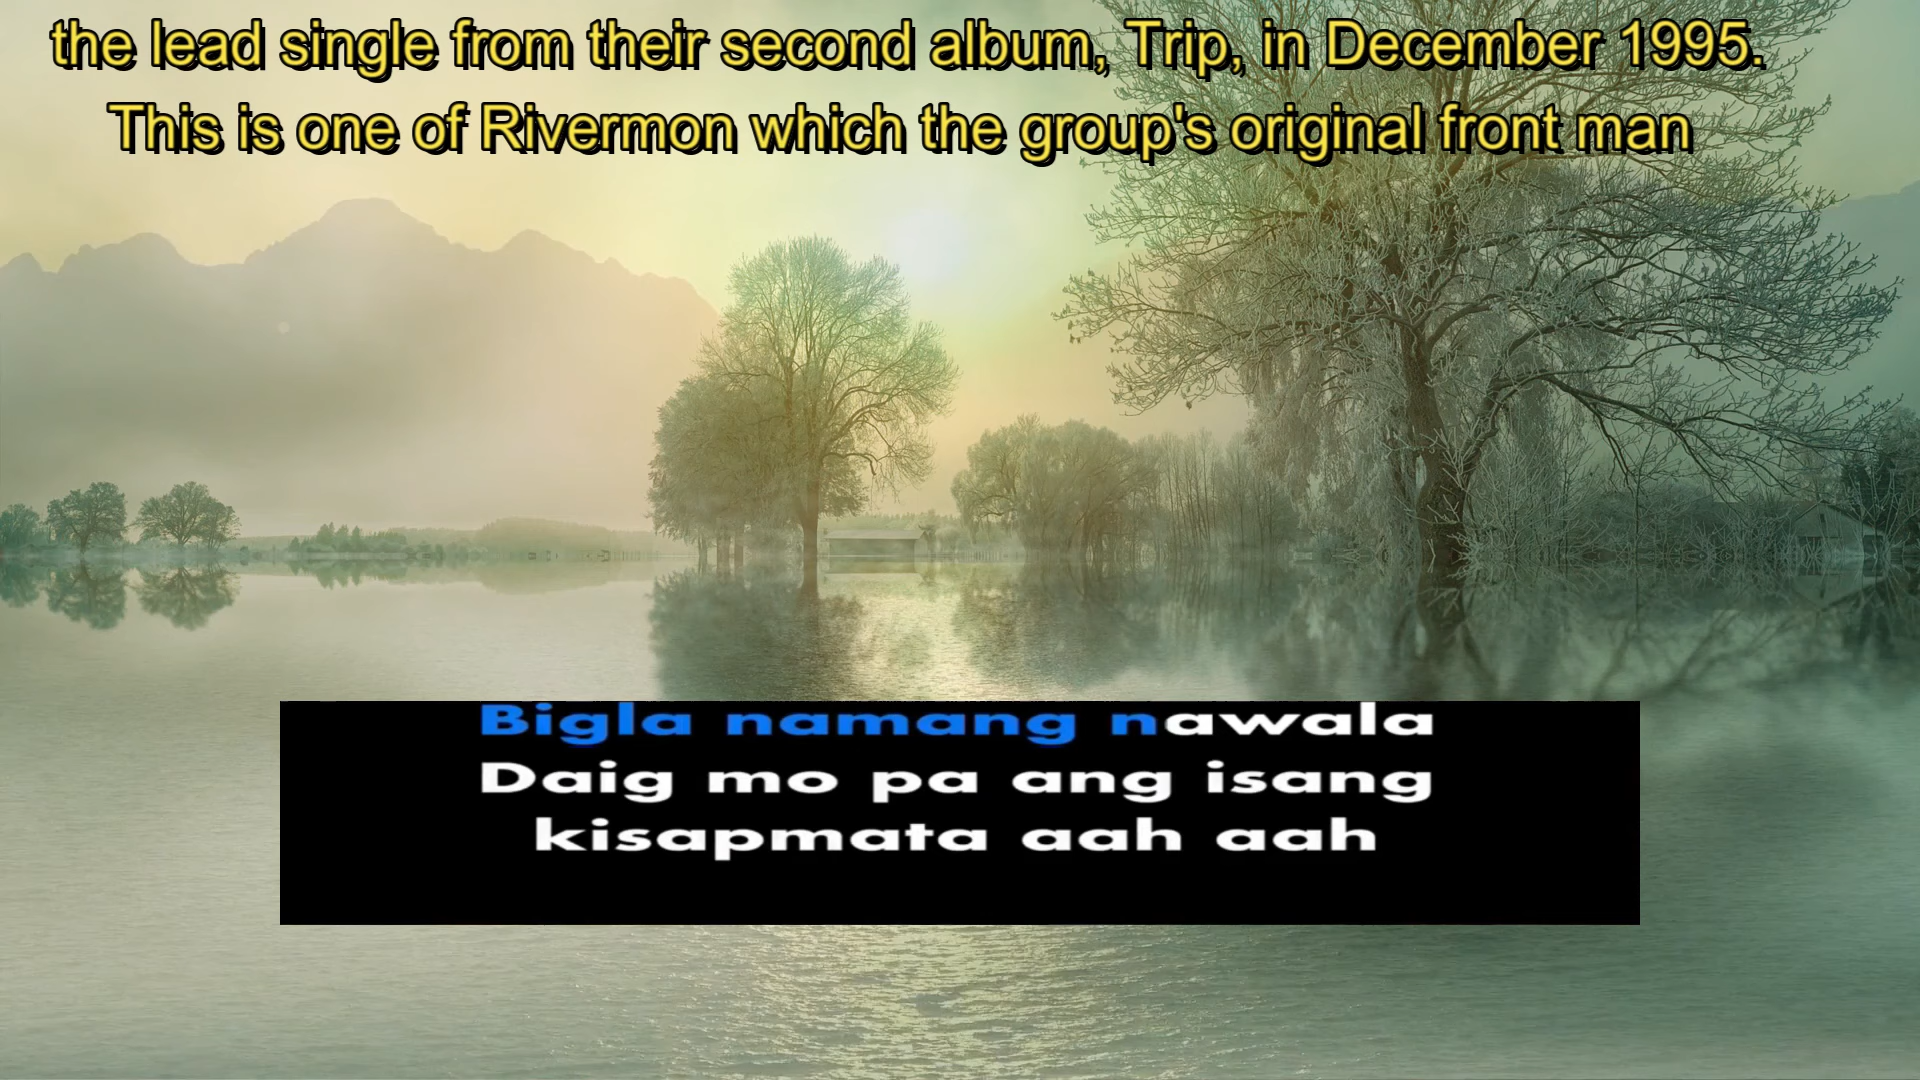 the lead single from their second album, Trip, in December 1995.
This is one of Rivermon which the group's original front man
Bigla namang nawala
Daig mo pa ang isang
kisapmata aah aah